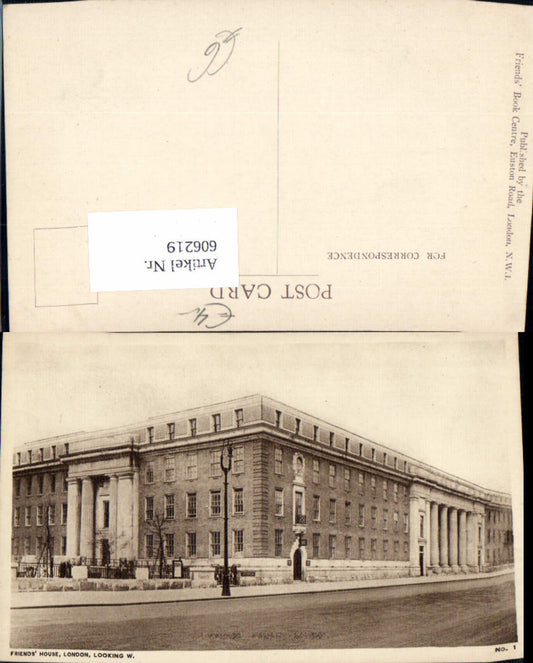 Published by the
Friends' Book Centre, Euston Road, London, N.W.1.
FOR CORRESPONDENCE
POST CARD
Artikel Nr.
606219
FRIENDS' HOUSE, LONDON, LOOKING W.
No. 1